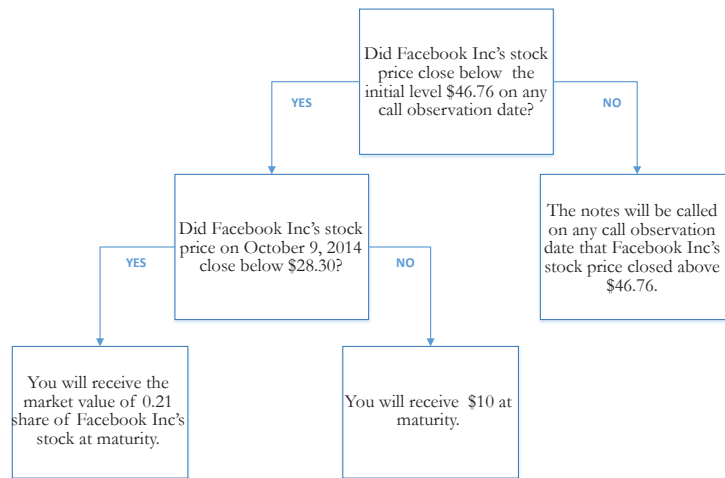 Did Facebook Inc's stock
price close below the
initial level $46.76 on any
call observation date?
YES
NO
Did Facebook Inc's stock
price on October 9, 2014
close below $28.30?
The notes will be called
on any call observation
date that Facebook Inc's
stock price closed above
$46.76.
YES
NO
You will receive the
market value of 0.21
share of Facebook Inc's
stock at maturity.
You will receive $10 at
maturity.